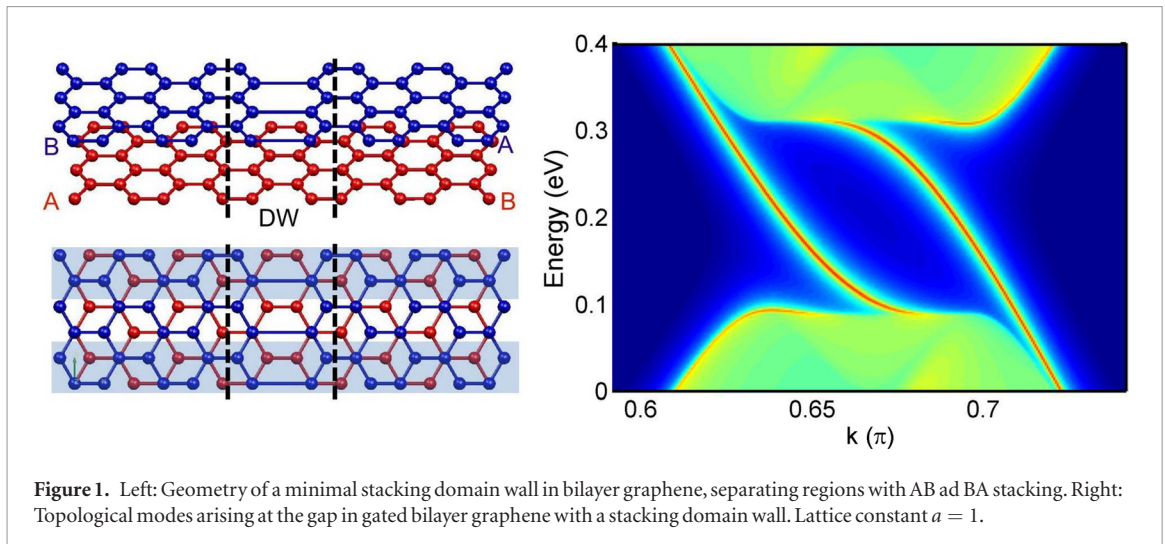 B
A
A
B
DW
0.4
0.3
0.2
0.1
0
Energy (eV)
0.6
0.65
0.7
k (π)
Figure 1. Left: Geometry of a minimal stacking domain wall in bilayer graphene, separating regions with AB ad BA stacking. Right:
Topological modes arising at the gap in gated bilayer graphene with a stacking domain wall. Lattice constant a = 1.